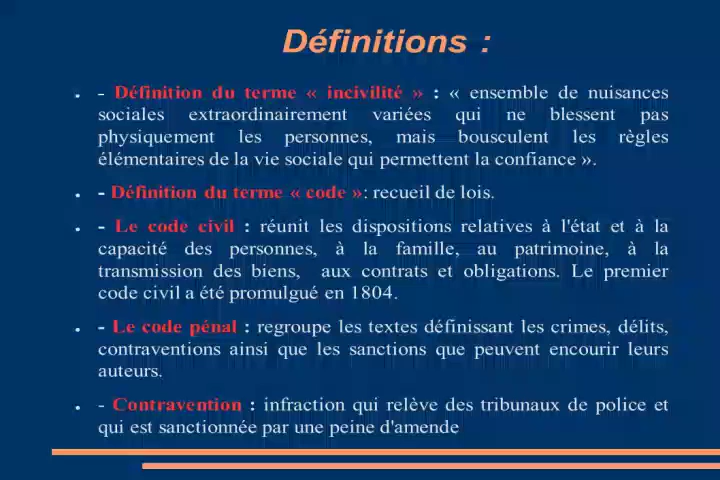 Définitions :
- Définition du terme « incivilité » : « ensemble de nuisances
sociales extraordinairement variées qui ne blessent pas
physiquement les personnes, mais bousculent les règles
élémentaires de la vie sociale qui permettent la confiance ».
- Définition du terme « code »: recueil de lois.
- Le code civil : réunit les dispositions relatives à l'état et à la
capacité des personnes, à la famille, au patrimoine, à la
transmission des biens, aux contrats et obligations. Le premier
code civil a été promulgué en 1804.
- Le code pénal : regroupe les textes définissant les crimes, délits,
contraventions ainsi que les sanctions que peuvent encourir leurs
auteurs.
- Contravention : infraction qui relève des tribunaux de police et
qui est sanctionnée par une peine d'amende